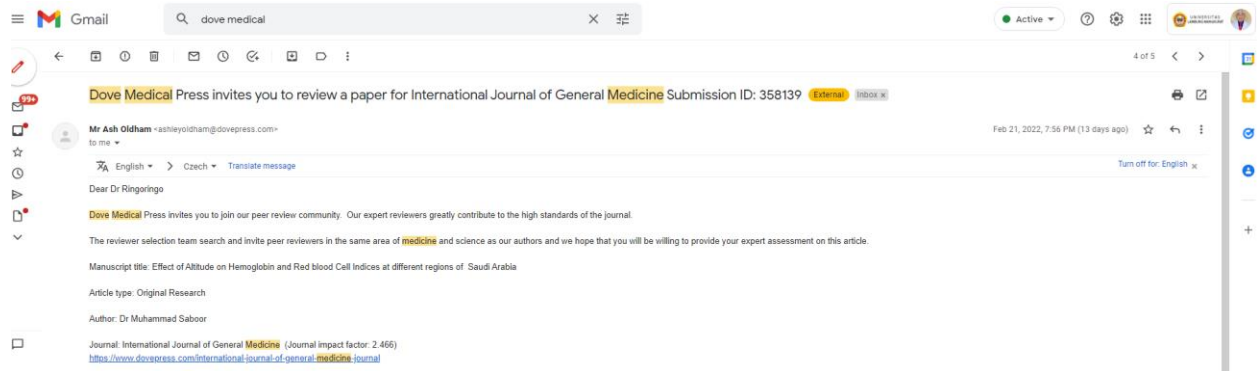 Gmail
dove medical
Active
4 of 5
99+
Dove Medical Press invites you to review a paper for International Journal of General Medicine Submission ID: 358139 External Inbox x
Mr Ash Oldham <ashleyoldham@dovepress.com>
Feb 21, 2022, 7:56 PM (13 days ago)
to me
English > Czech Translate message
Turn off for: English x
Dear Dr Ringoringo
Dove Medical Press invites you to join our peer review community. Our expert reviewers greatly contribute to the high standards of the journal.
The reviewer selection team search and invite peer reviewers in the same area of medicine and science as our authors and we hope that you will be willing to provide your expert assessment on this article.
Manuscript title: Effect of Altitude on Hemoglobin and Red blood Cell Indices at different regions of Saudi Arabia
Article type: Original Research
Author: Dr Muhammad Saboor
Journal: International Journal of General Medicine (Journal impact factor: 2.466)
https://www.dovepress.com/international-journal-of-general-medicine-journal